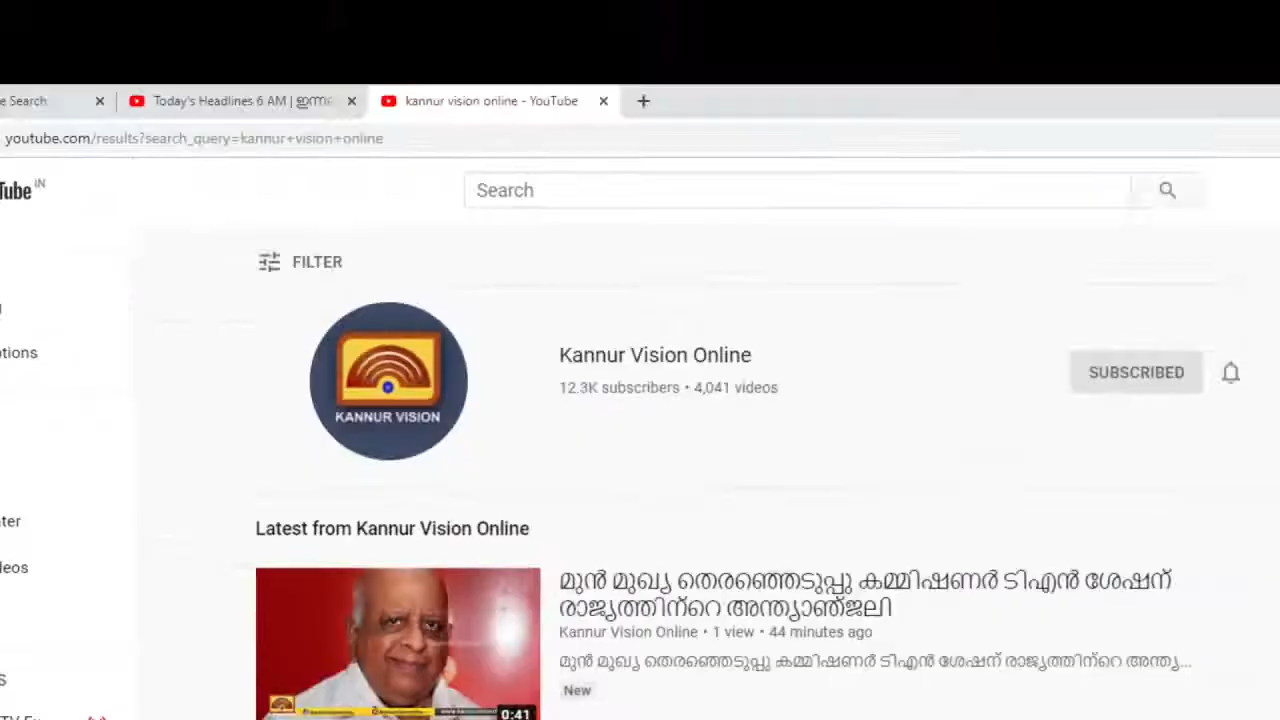 e Search
Today's Headlines 6 AM | ഇന്നത
kannur vision online - YouTube
youtube.com/results?search_query=kannur+vision+online
Tube IN
Search
FILTER
KANNUR VISION
Kannur Vision Online
12.3K subscribers • 4,041 videos
SUBSCRIBED
otions
Latest from Kannur Vision Online
ter
leos
മുൻ മുഖ്യ തെരഞ്ഞെടുപ്പു കമ്മിഷണർ ടിഎൻ ശേഷന്
രാജ്യത്തിന്റെ അന്ത്യാഞ്ജലി
Kannur Vision Online • 1 view • 44 minutes ago
മുൻ മുഖ്യ തെരഞ്ഞെടുപ്പു കമ്മിഷണർ ടിഎൻ ശേഷന് രാജ്യത്തിന്റെ അന്ത്യ...
New
0:41
S